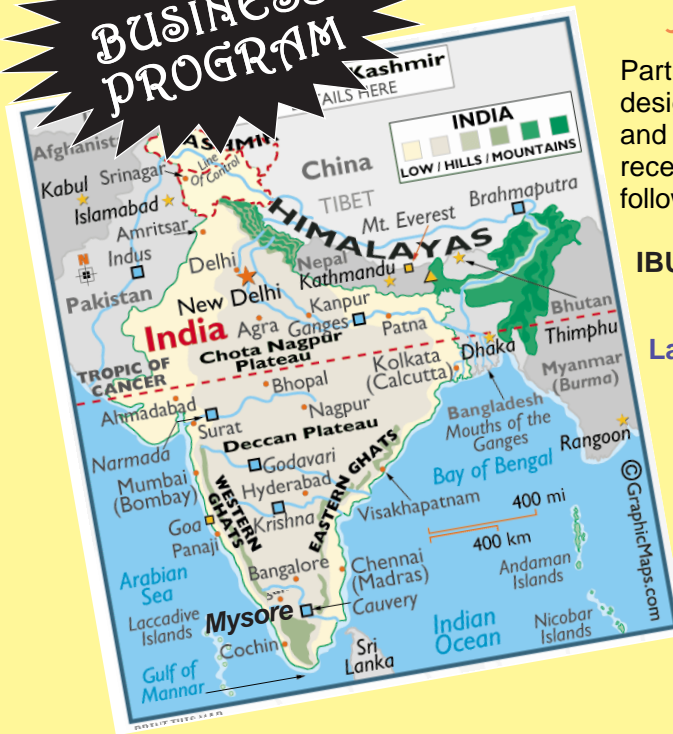 BUSINESS
PROGRAM
Kashmir
AILS HERE
INDIA
LOW / HILLS / MOUNTAINS
Afghanist
Kabul
Srinagar
Line
Of Control
China
TIBET
Islamabad
Amritsar
Indus
N
Pakistan
Delhi
New Delhi
HIMALAYAS
Mt. Everest
Brahmaputra
Nepal
Kathmandu
Bhutan
Thimphu
India
Agra
Kanpur
Ganges
Patna
Chota Nagpur
Plateau
TROPIC OF
CANCER
Kolkata
(Calcutta)
Dhaka
Myanmar
(Burma)
Ahmadabad
Bhopal
Nagpur
Surat
Deccan Plateau
Bangladesh
Mouths of the
Ganges
Rangoon
Narmada
Mumbai
(Bombay)
Godavari
Hyderabad
WESTERN
GHATS
EASTERN GHATS
Bay of Bengal
Visakhapatnam
Goa
Panaji
Krishna
400 mi
400 km
Arabian
Sea
Bangalore
Chennai
(Madras)
Andaman
Islands
Laccadive
Islands
Mysore
Cauvery
Cochin
Sri
Lanka
Indian
Ocean
Nicobar
Islands
Gulf of
Mannar
©GraphicMaps.com
Part
desig
and
rece
follow
IBU
La